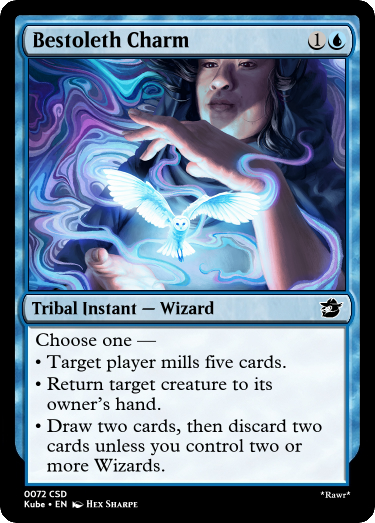 Bestoleth Charm 1
Tribal Instant — Wizard
Choose one —
• Target player mills five cards.
• Return target creature to its
owner's hand.
• Draw two cards, then discard two
cards unless you control two or
more Wizards.
0072 CSD
*Rawr*
Kube • EN Hex Sharpe